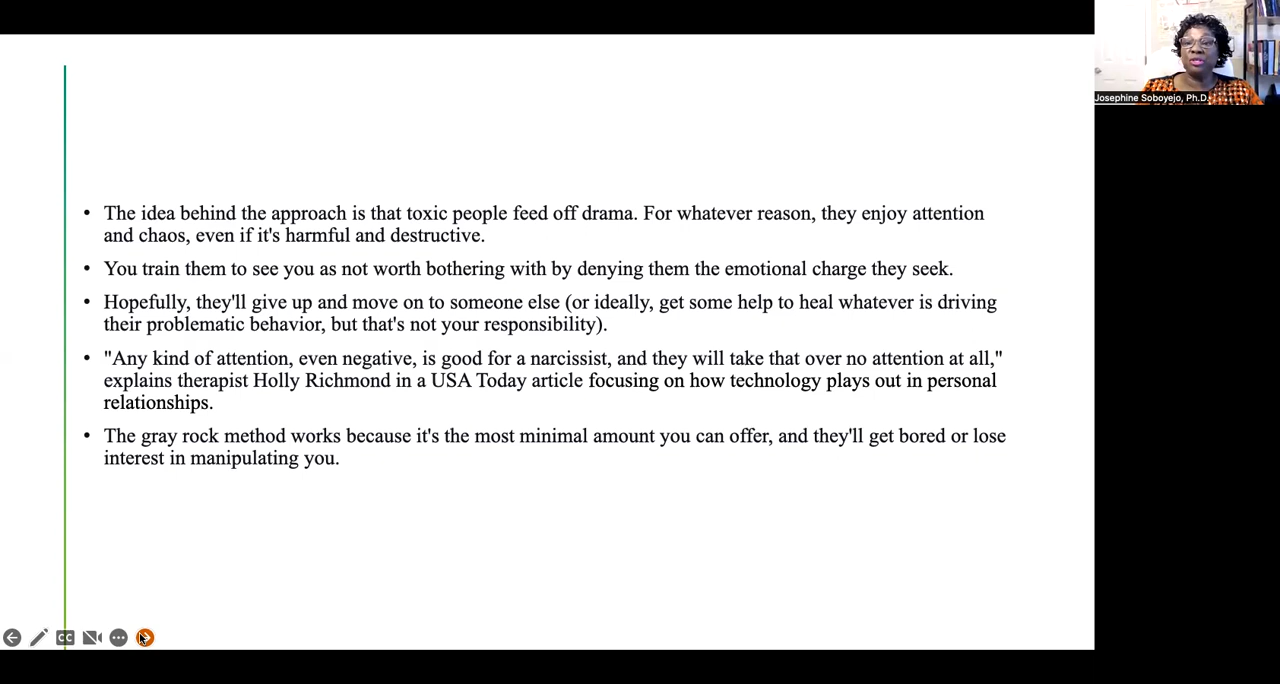 Josephine Soboyejo, Ph.D.
• The idea behind the approach is that toxic people feed off drama. For whatever reason, they enjoy attention
and chaos, even if it's harmful and destructive.
• You train them to see you as not worth bothering with by denying them the emotional charge they seek.
• Hopefully, they'll give up and move on to someone else (or ideally, get some help to heal whatever is driving
their problematic behavior, but that's not your responsibility).
• "Any kind of attention, even negative, is good for a narcissist, and they will take that over no attention at all,"
explains therapist Holly Richmond in a USA Today article focusing on how technology plays out in personal
relationships.
• The gray rock method works because it's the most minimal amount you can offer, and they'll get bored or lose
interest in manipulating you.
CC